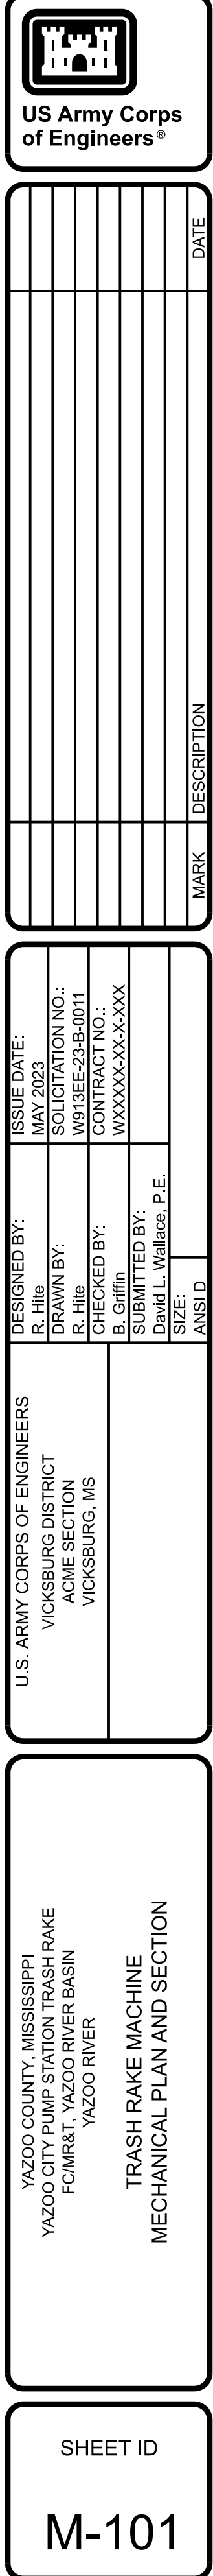 US Army Corps
of Engineers®
DATE
DESCRIPTION
MARK
ISSUE DATE:
MAY 2023
SOLICITATION NO.:
W913EE-23-B-0011
CONTRACT NO.:
WXXXXX-XX-X-XXX
DESIGNED BY:
R. Hite
DRAWN BY:
R. Hite
CHECKED BY:
B. Griffin
SUBMITTED BY:
David L. Wallace, P.E.
SIZE:
ANSI D
U.S. ARMY CORPS OF ENGINEERS
VICKSBURG DISTRICT
ACME SECTION
VICKSBURG, MS
YAZOO COUNTY, MISSISSIPPI
YAZOO CITY PUMP STATION TRASH RAKE
FC/MR&T, YAZOO RIVER BASIN
YAZOO RIVER
TRASH RAKE MACHINE
MECHANICAL PLAN AND SECTION
SHEET ID
M-101